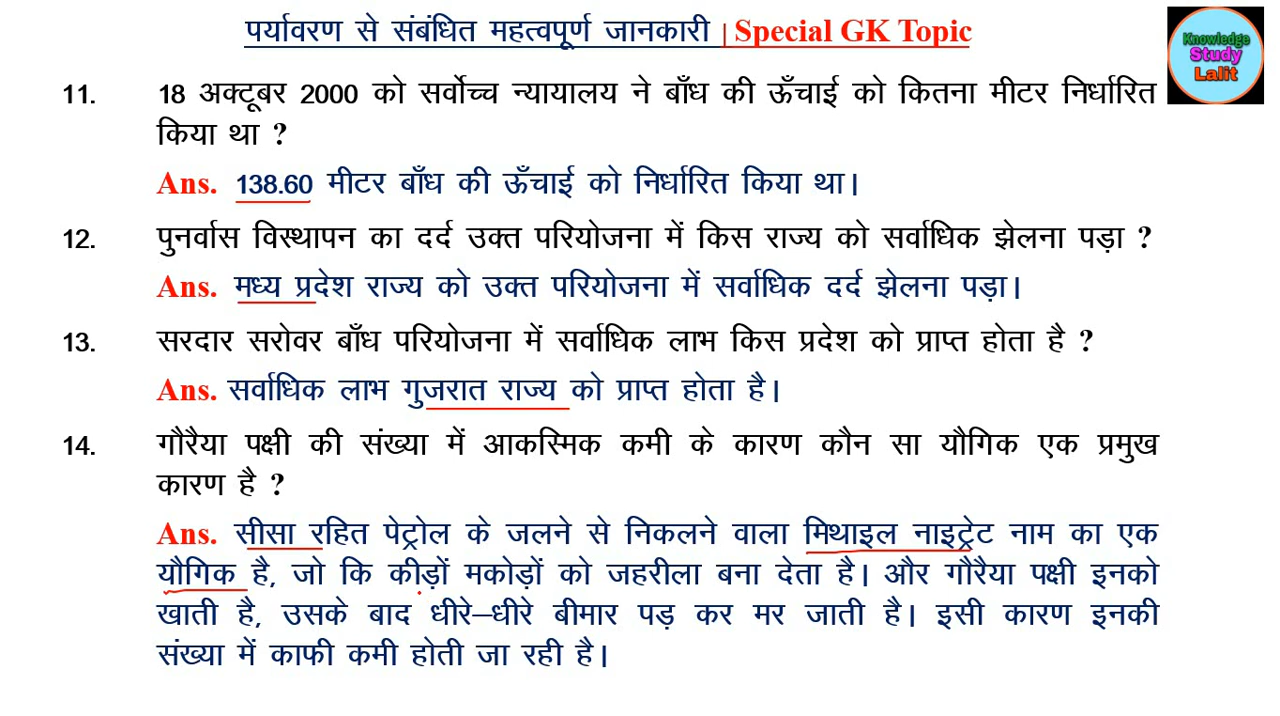 पर्यावरण से संबंधित महत्वपूर्ण जानकारी | Special GK Topic
Knowledge
Study
Lalit
11. 18 अक्टूबर 2000 को सर्वोच्च न्यायालय ने बाँध की ऊँचाई को कितना मीटर निर्धारित
किया था ?
Ans. 138.60 मीटर बाँध की ऊँचाई को निर्धारित किया था।
12. पुनर्वास विस्थापन का दर्द उक्त परियोजना में किस राज्य को सर्वाधिक झेलना पड़ा ?
Ans. मध्य प्रदेश राज्य को उक्त परियोजना में सर्वाधिक दर्द झेलना पड़ा।
13. सरदार सरोवर बाँध परियोजना में सर्वाधिक लाभ किस प्रदेश को प्राप्त होता है ?
Ans. सर्वाधिक लाभ गुजरात राज्य को प्राप्त होता है।
14. गौरैया पक्षी की संख्या में आकस्मिक कमी के कारण कौन सा यौगिक एक प्रमुख
कारण है ?
Ans. सीसा रहित पेट्रोल के जलने से निकलने वाला मिथाइल नाइट्रेट नाम का एक
यौगिक है, जो कि कीड़ों मकोड़ों को जहरीला बना देता है। और गौरैया पक्षी इनको
खाती है, उसके बाद धीरे–धीरे बीमार पड़ कर मर जाती है। इसी कारण इनकी
संख्या में काफी कमी होती जा रही है।